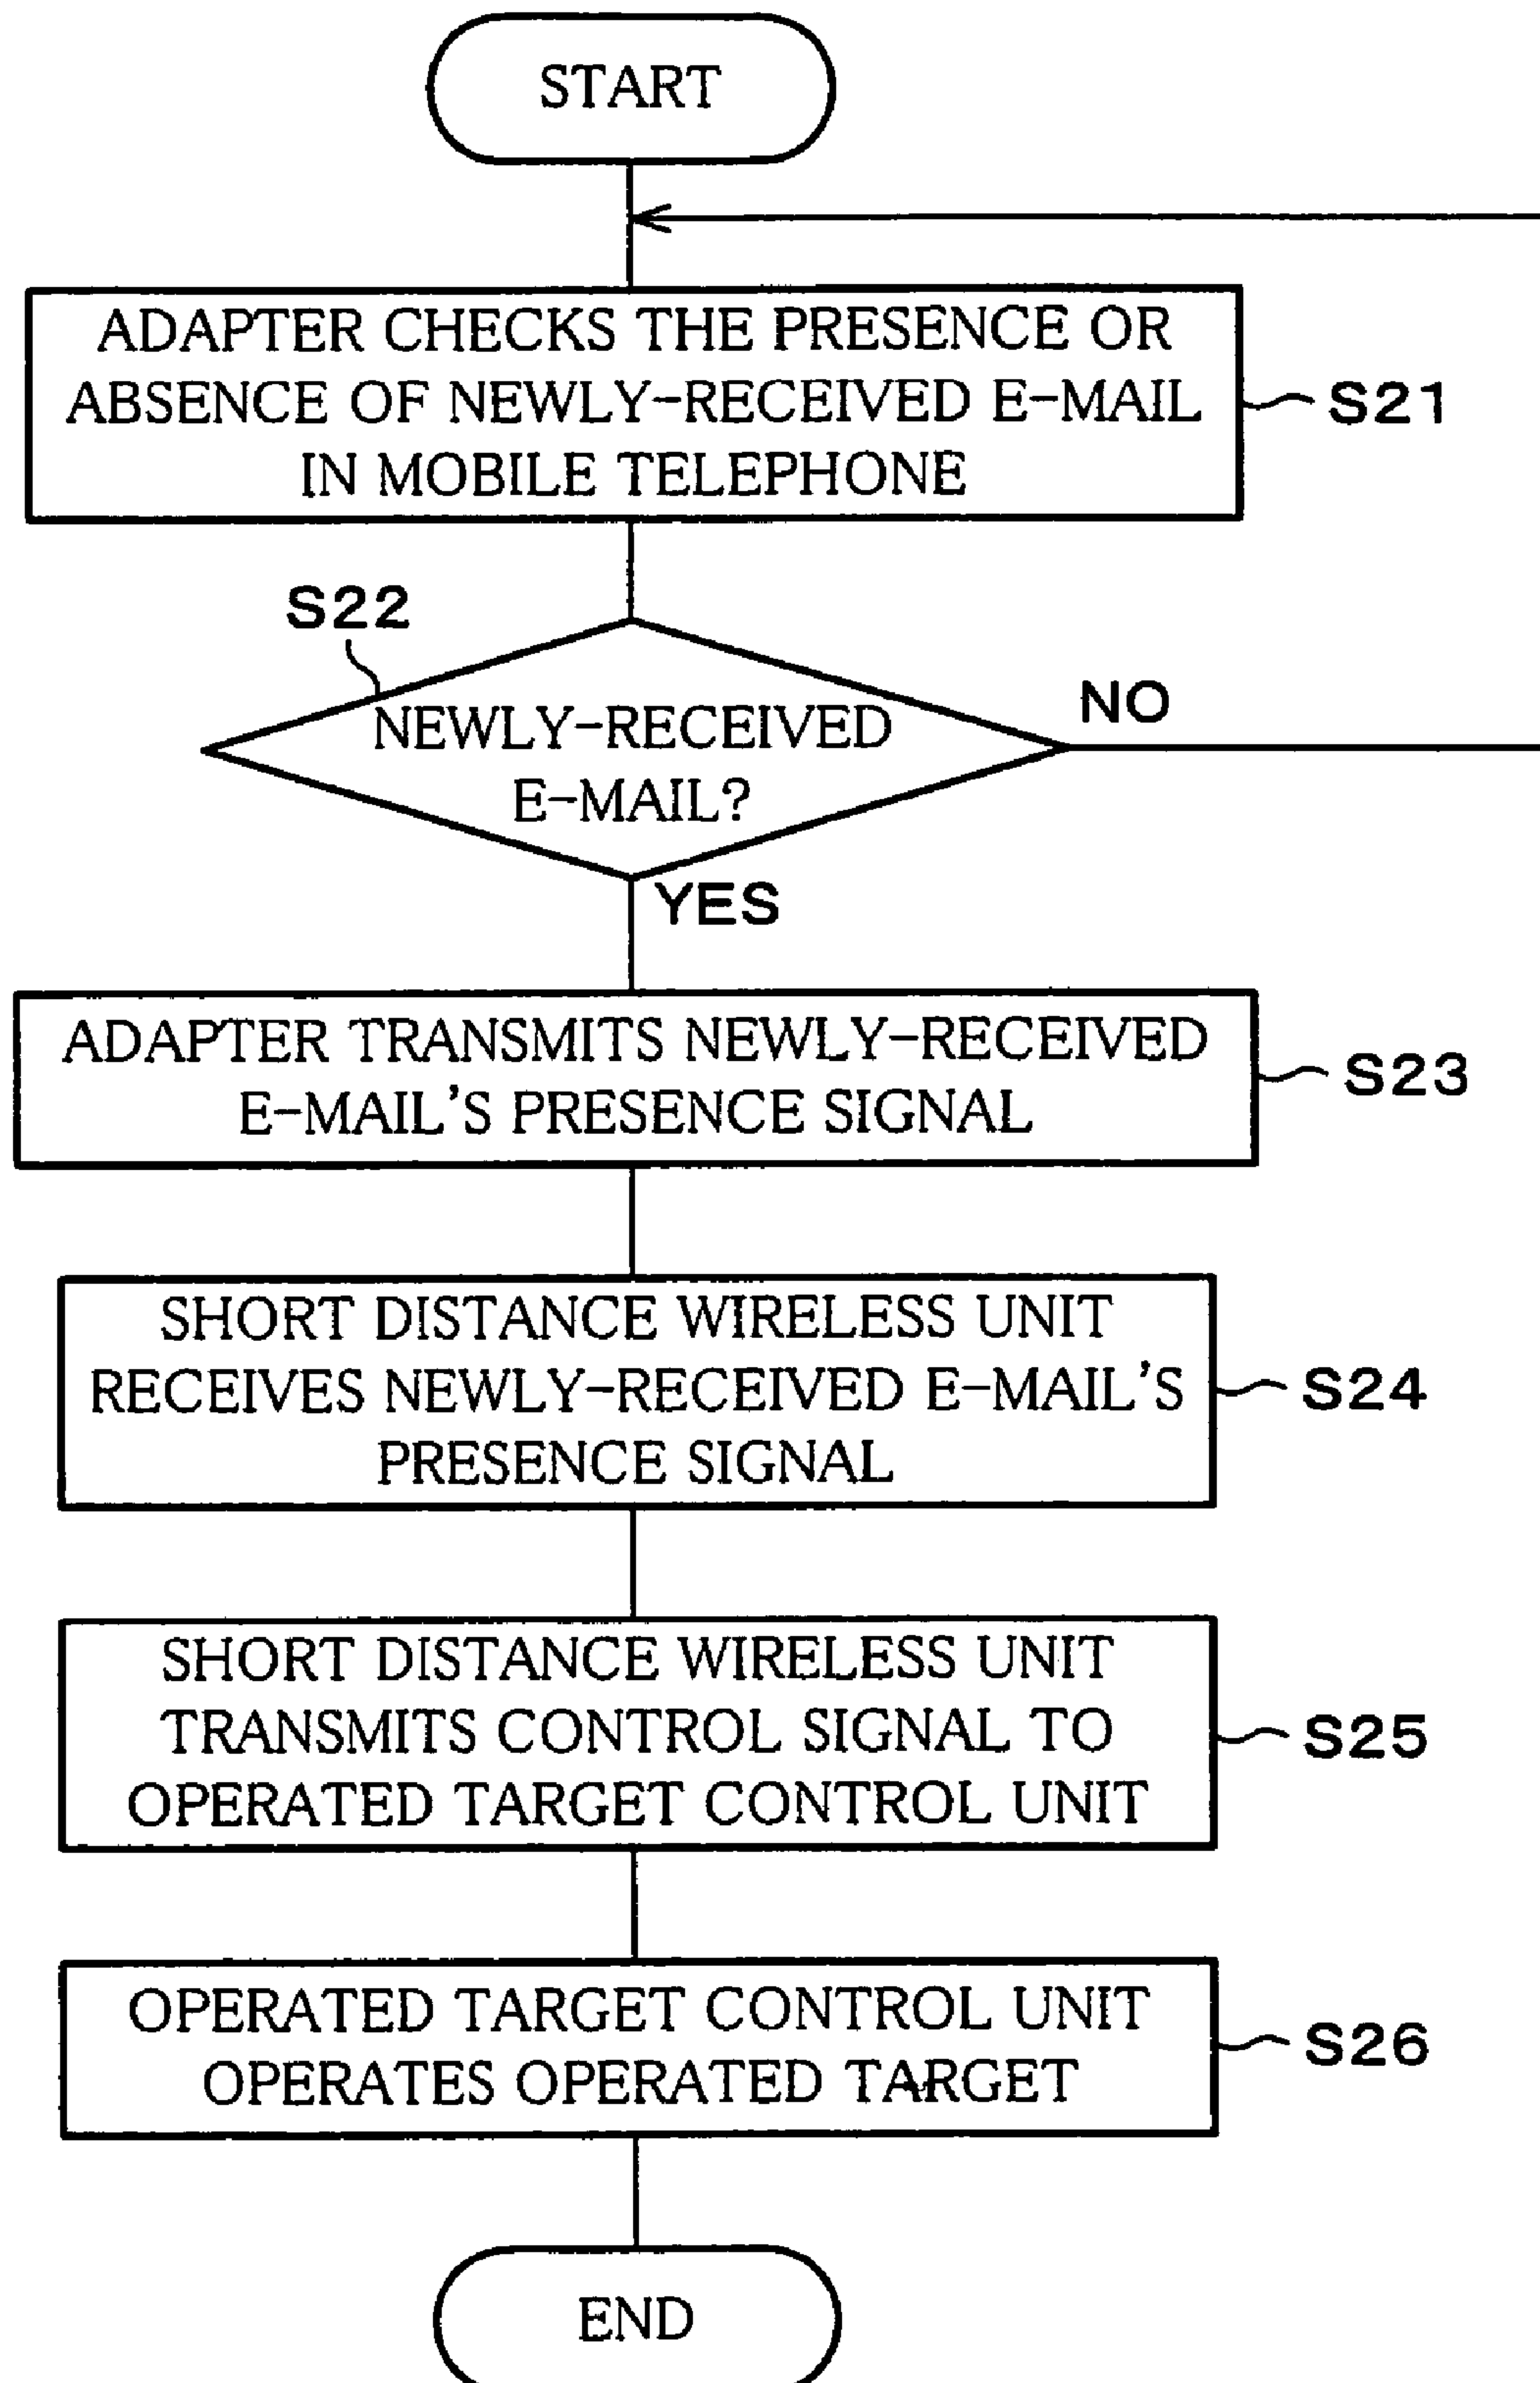 START
ADAPTER CHECKS THE PRESENCE OR
ABSENCE OF NEWLY-RECEIVED E-MAIL
IN MOBILE TELEPHONE
S21
S22
NEWLY-RECEIVED
E-MAIL?
NO
YES
ADAPTER TRANSMITS NEWLY-RECEIVED
E-MAIL'S PRESENCE SIGNAL
S23
SHORT DISTANCE WIRELESS UNIT
RECEIVES NEWLY-RECEIVED E-MAIL'S
PRESENCE SIGNAL
S24
SHORT DISTANCE WIRELESS UNIT
TRANSMITS CONTROL SIGNAL TO
OPERATED TARGET CONTROL UNIT
S25
OPERATED TARGET CONTROL UNIT
OPERATES OPERATED TARGET
S26
END